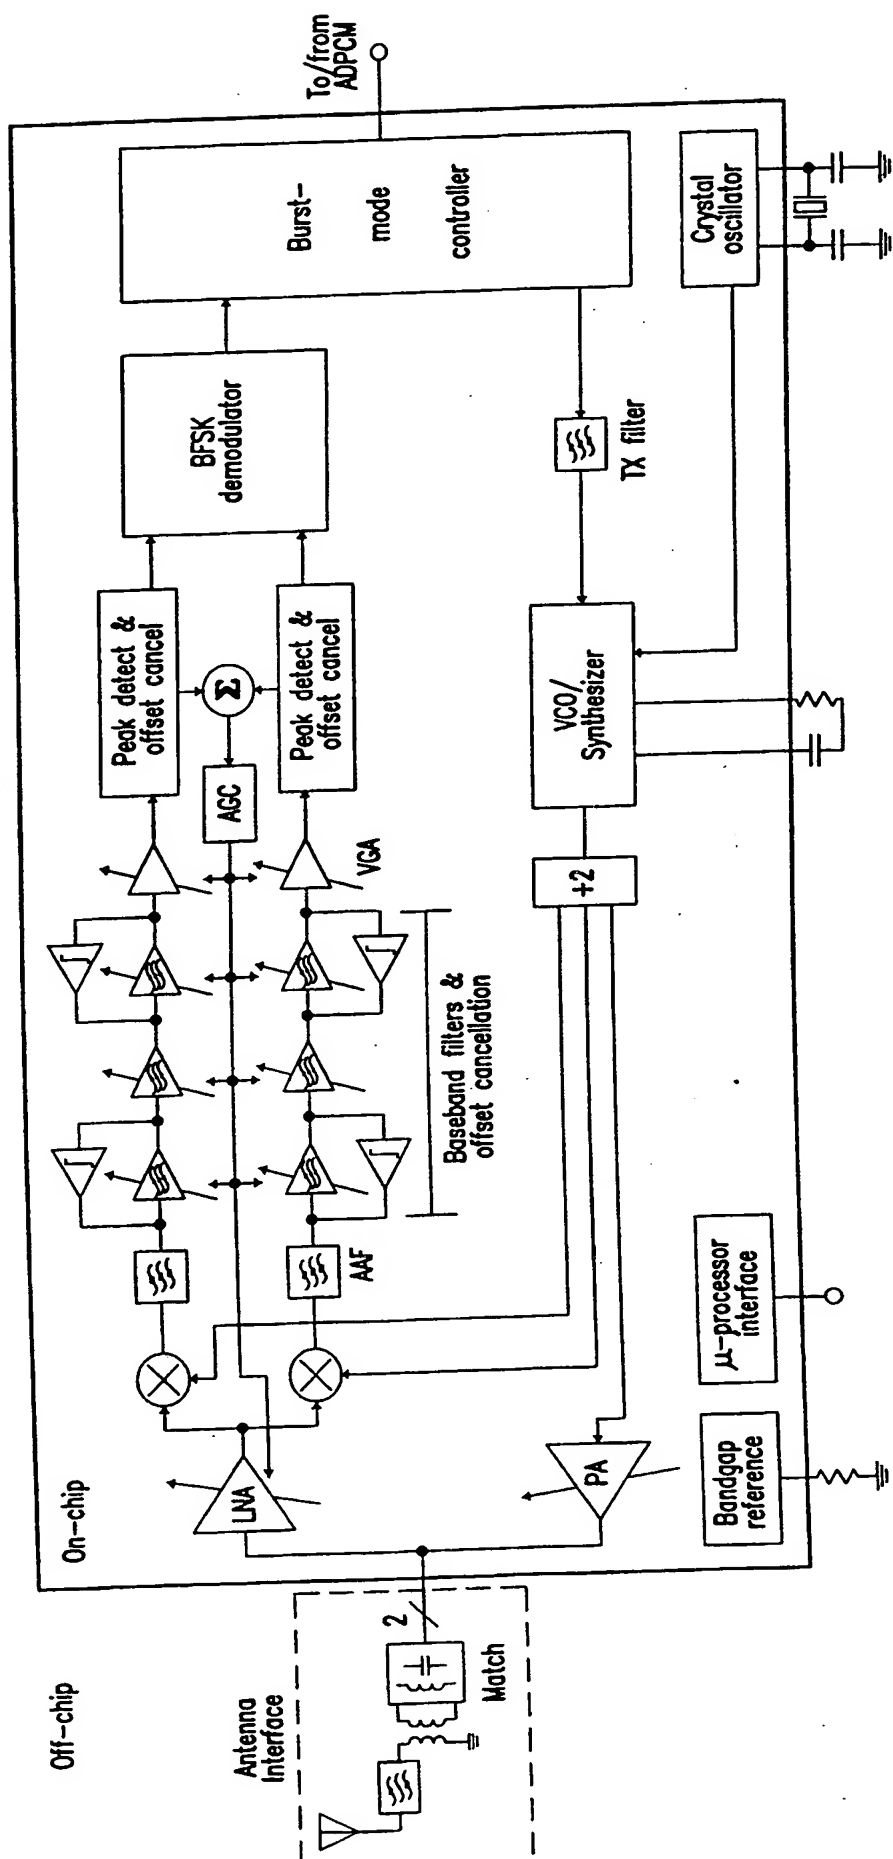 Off-chip
On-chip
Antenna
Interface
Match
2
LNA
PA
AAF
Baseband filters &
offset cancellation
VGA
AGC
Σ
Peak detect &
offset cancel
Peak detect &
offset cancel
BFSK
demodulator
Burst-
mode
controller
To/from
ADPCM
TX filter
VCO/
Synthesizer
÷2
Crystal
oscillator
μ-processor
interface
Bandgap
reference